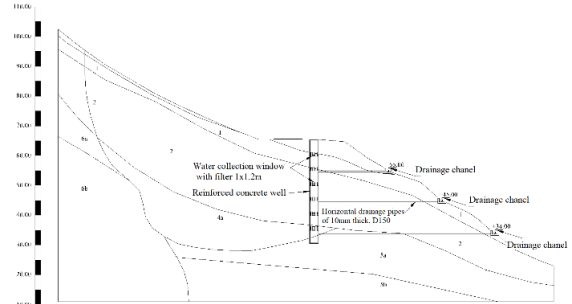 110.00
100.00
90.00
80.00
70.00
60.00
50.00
40.00
30.00
20.00
1
2
1
2
6a
6b
4a
Water collection window
with filter 1x1.2m
Reinforced concrete well
Horizontal drainage pipes
of 10mm thick. D150
Drainage chanel
+45.00
Drainage chanel
1
+34.00
2
Drainage chanel
5a
5b